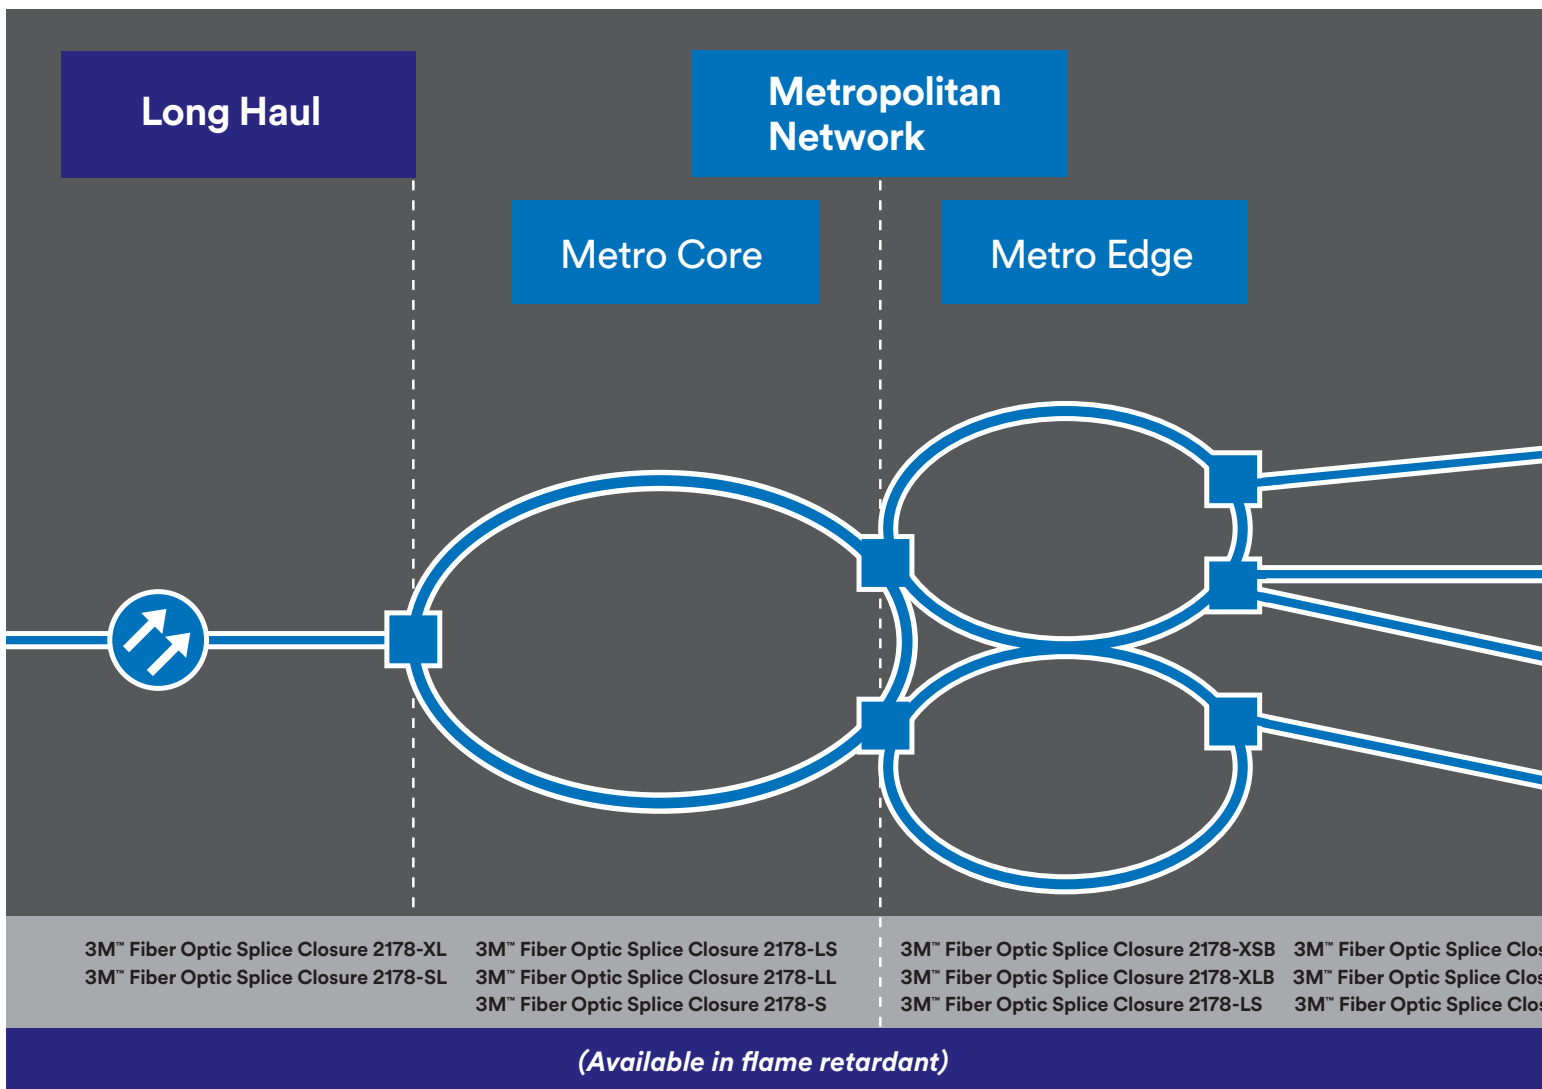 Long Haul
Metropolitan
Network
Metro Core
Metro Edge
3M™ Fiber Optic Splice Closure 2178-XL
3M™ Fiber Optic Splice Closure 2178-SL
3M™ Fiber Optic Splice Closure 2178-LS
3M™ Fiber Optic Splice Closure 2178-LL
3M™ Fiber Optic Splice Closure 2178-S
3M™ Fiber Optic Splice Closure 2178-XSB
3M™ Fiber Optic Splice Closure 2178-XLB
3M™ Fiber Optic Splice Closure 2178-LS
3M™ Fiber Optic Splice
3M™ Fiber Optic Splice
3M™ Fiber Optic Splice
(Available in flame retardant)